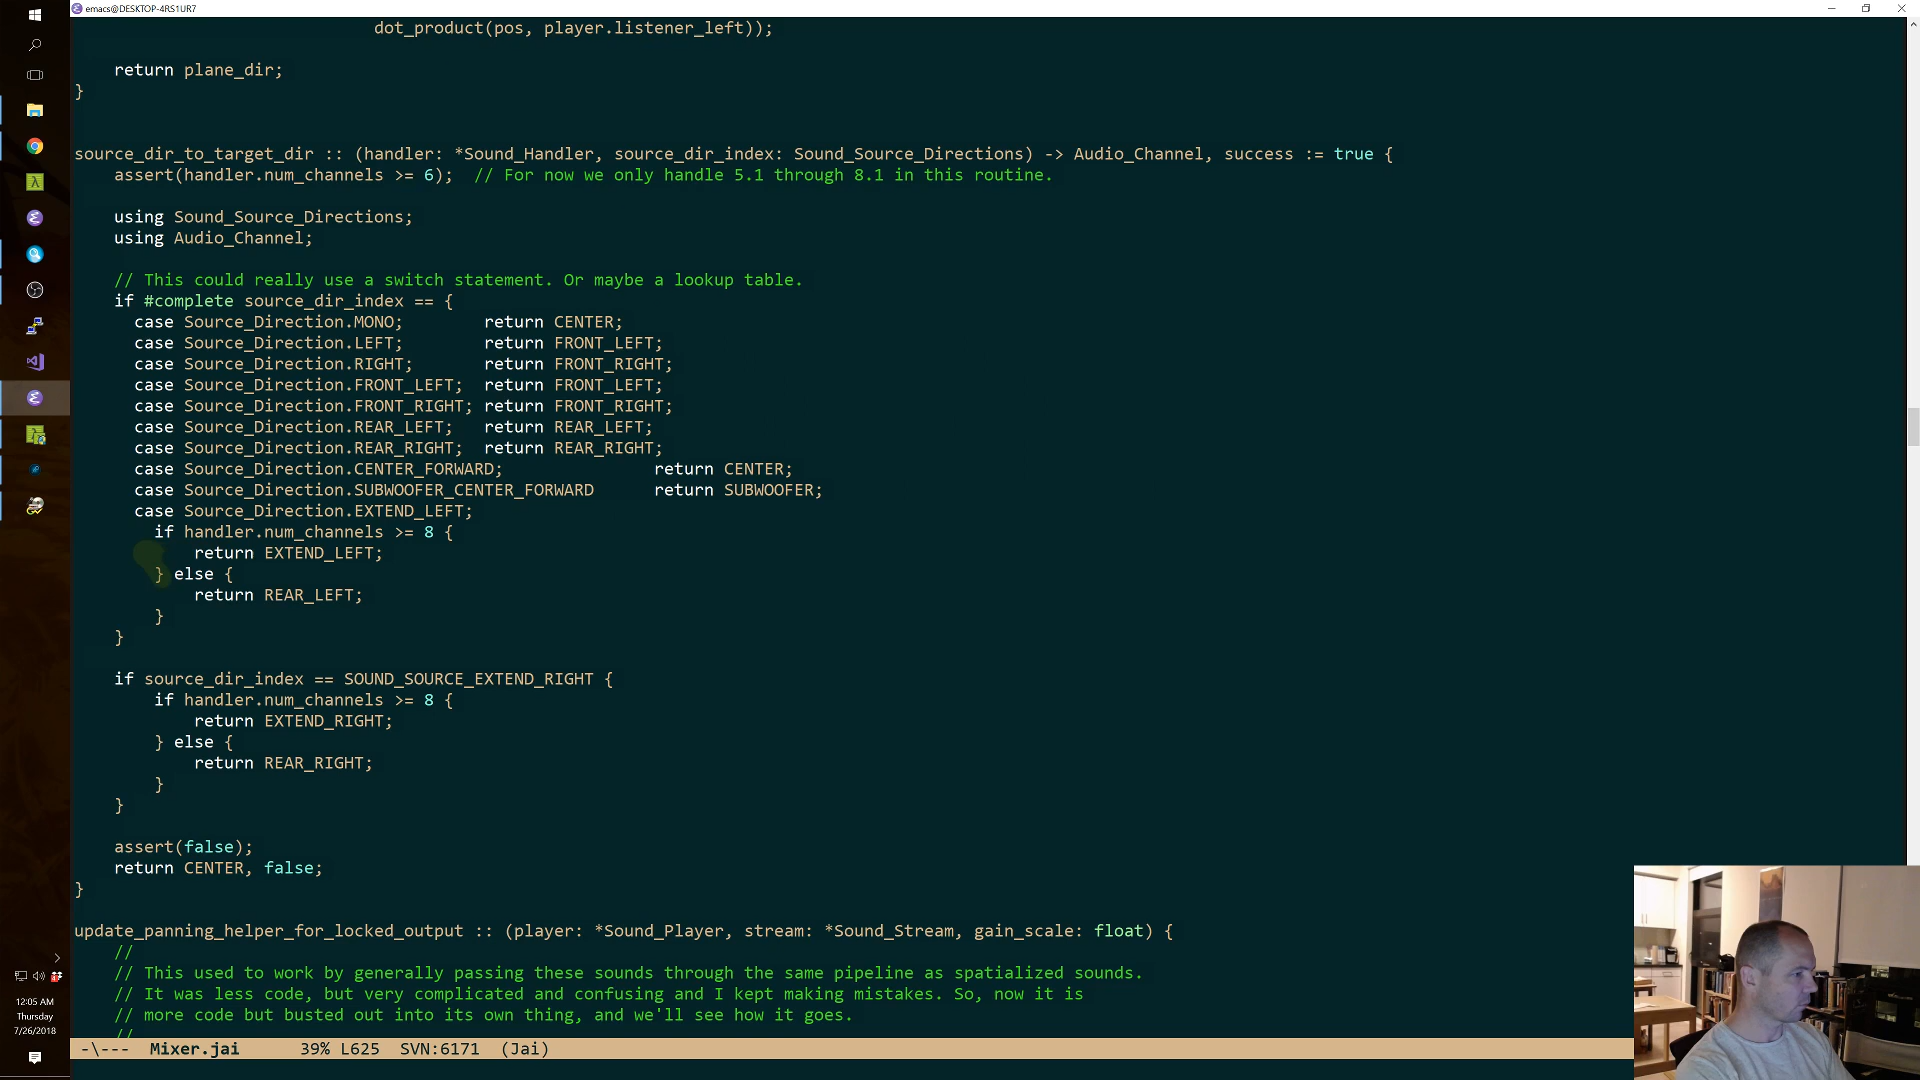 emacs@DESKTOP-4RS1UR7
dot_product(pos, player.listener_left));
return plane_dir;
}
source_dir_to_target_dir :: (handler: *Sound_Handler, source_dir_index: Sound_Source_Directions) -> Audio_Channel, success := true {
assert(handler.num_channels >= 6);  // For now we only handle 5.1 through 8.1 in this routine.
using Sound_Source_Directions;
using Audio_Channel;
// This could really use a switch statement. Or maybe a lookup table.
if #complete source_dir_index == {
case Source_Direction.MONO;        return CENTER;
case Source_Direction.LEFT;        return FRONT_LEFT;
case Source_Direction.RIGHT;       return FRONT_RIGHT;
case Source_Direction.FRONT_LEFT;  return FRONT_LEFT;
case Source_Direction.FRONT_RIGHT; return FRONT_RIGHT;
case Source_Direction.REAR_LEFT;   return REAR_LEFT;
case Source_Direction.REAR_RIGHT;  return REAR_RIGHT;
case Source_Direction.CENTER_FORWARD;               return CENTER;
case Source_Direction.SUBWOOFER_CENTER_FORWARD      return SUBWOOFER;
case Source_Direction.EXTEND_LEFT;
if handler.num_channels >= 8 {
return EXTEND_LEFT;
} else {
return REAR_LEFT;
}
}
if source_dir_index == SOUND_SOURCE_EXTEND_RIGHT {
if handler.num_channels >= 8 {
return EXTEND_RIGHT;
} else {
return REAR_RIGHT;
}
}
assert(false);
return CENTER, false;
}
update_panning_helper_for_locked_output :: (player: *Sound_Player, stream: *Sound_Stream, gain_scale: float) {
//
// This used to work by generally passing these sounds through the same pipeline as spatialized sounds.
// It was less code, but very complicated and confusing and I kept making mistakes. So, now it is
// more code but busted out into its own thing, and we'll see how it goes.
//
-\---  Mixer.jai      39% L625  SVN:6171  (Jai)
12:05 AM
Thursday
7/26/2018